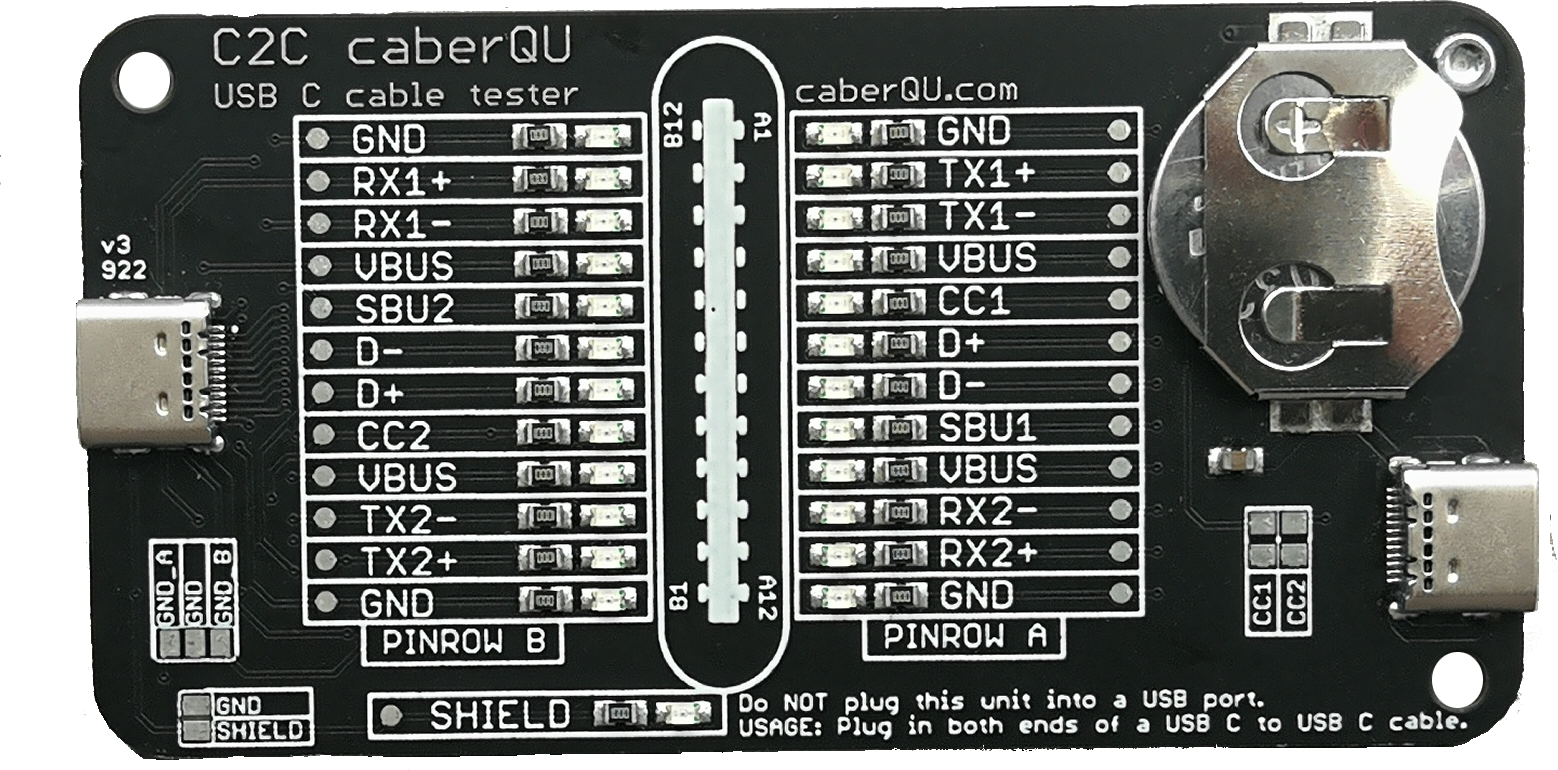 C2C caberQU
USB C cable tester
caberQU.com
v3
922
B12
A1
GND
RX1+
RX1-
VBUS
SBU2
D-
D+
CC2
VBUS
TX2-
TX2+
GND
PINROW B
GND
TX1+
TX1-
VBUS
CC1
D+
D-
SBU1
VBUS
RX2-
RX2+
GND
PINROW A
B1
A12
GND_A
GND
GND_B
CC1
CC2
GND
SHIELD
SHIELD
Do NOT plug this unit into a USB port.
USAGE: Plug in both ends of a USB C to USB C cable.